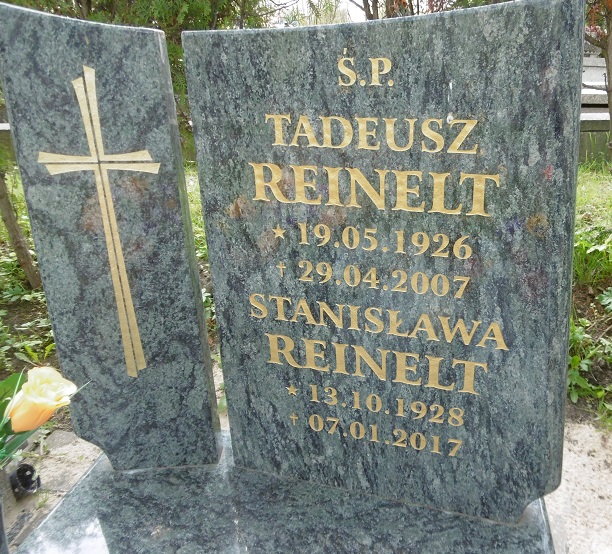 Ś.P.
TADEUSZ
REINELT
★ 19.05.1926
† 29.04.2007
STANISŁAWA
REINELT
★ 13.10.1928
† 07.01.2017